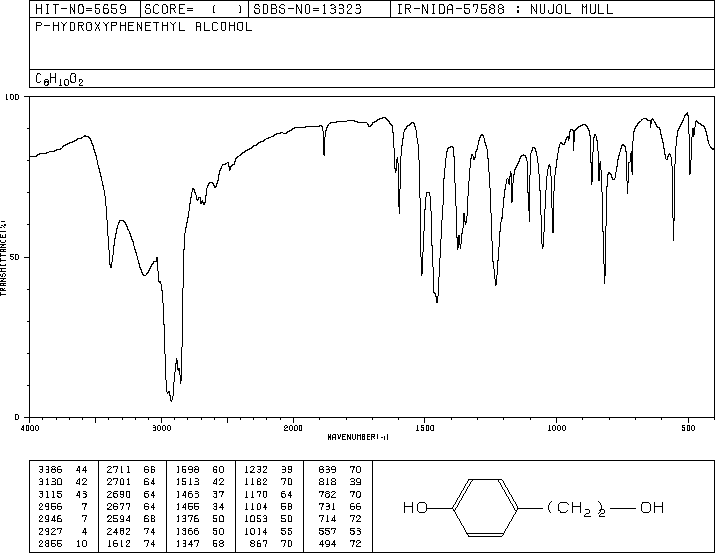 HIT-NO=5659 SCORE= ( ) SDBS-NO=13323 IR-NIDA-57588 : NUJOL MULL
P-HYDROXYPHENETHYL ALCOHOL
C8H10O2
100
50
0
TRANSMITTANCE(%)
4000 3000 2000 1500 1000 500
WAVENUMBER(-1)
3386 44 2711 66 1598 60 1232 39 839 70
3130 42 2701 64 1513 42 1182 70 818 39
3115 43 2690 64 1463 37 1170 64 782 70
2956 7 2677 64 1455 34 1104 58 731 66
2946 7 2594 68 1376 50 1053 50 714 72
2927 4 2482 74 1366 50 1014 55 557 53
2855 10 1612 74 1347 58 867 70 494 72
HO (CH2)2 OH